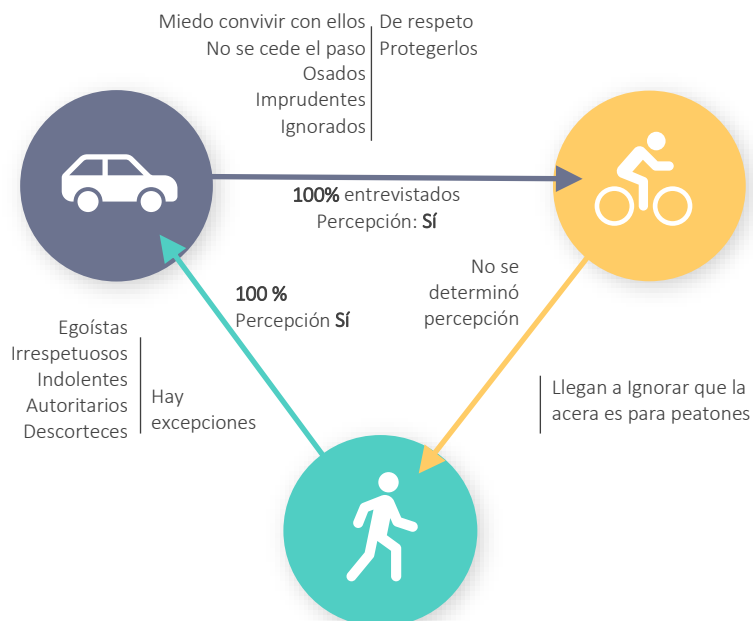 Miedo convivir con ellos
No se cede el paso
Osados
Imprudentes
Ignorados
De respeto
Protegerlos
100% entrevistados
Percepción: Sí
No se
determinó
percepción
100 %
Percepción Sí
Egoístas
Irrespetuosos
Indolentes
Autoritarios
Descorteces
Hay
excepciones
Llegan a Ignorar que la
acera es para peatones